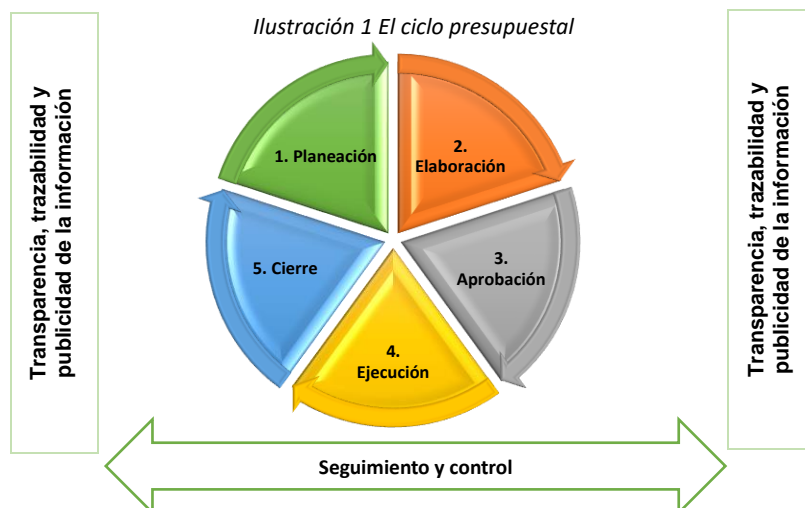 Ilustración 1 El ciclo presupuestal
Transparencia, trazabilidad y
publicidad de la información
1. Planeación
2.
Elaboración
3.
Aprobación
4.
Ejecución
5. Cierre
Transparencia, trazabilidad y
publicidad de la información
Seguimiento y control